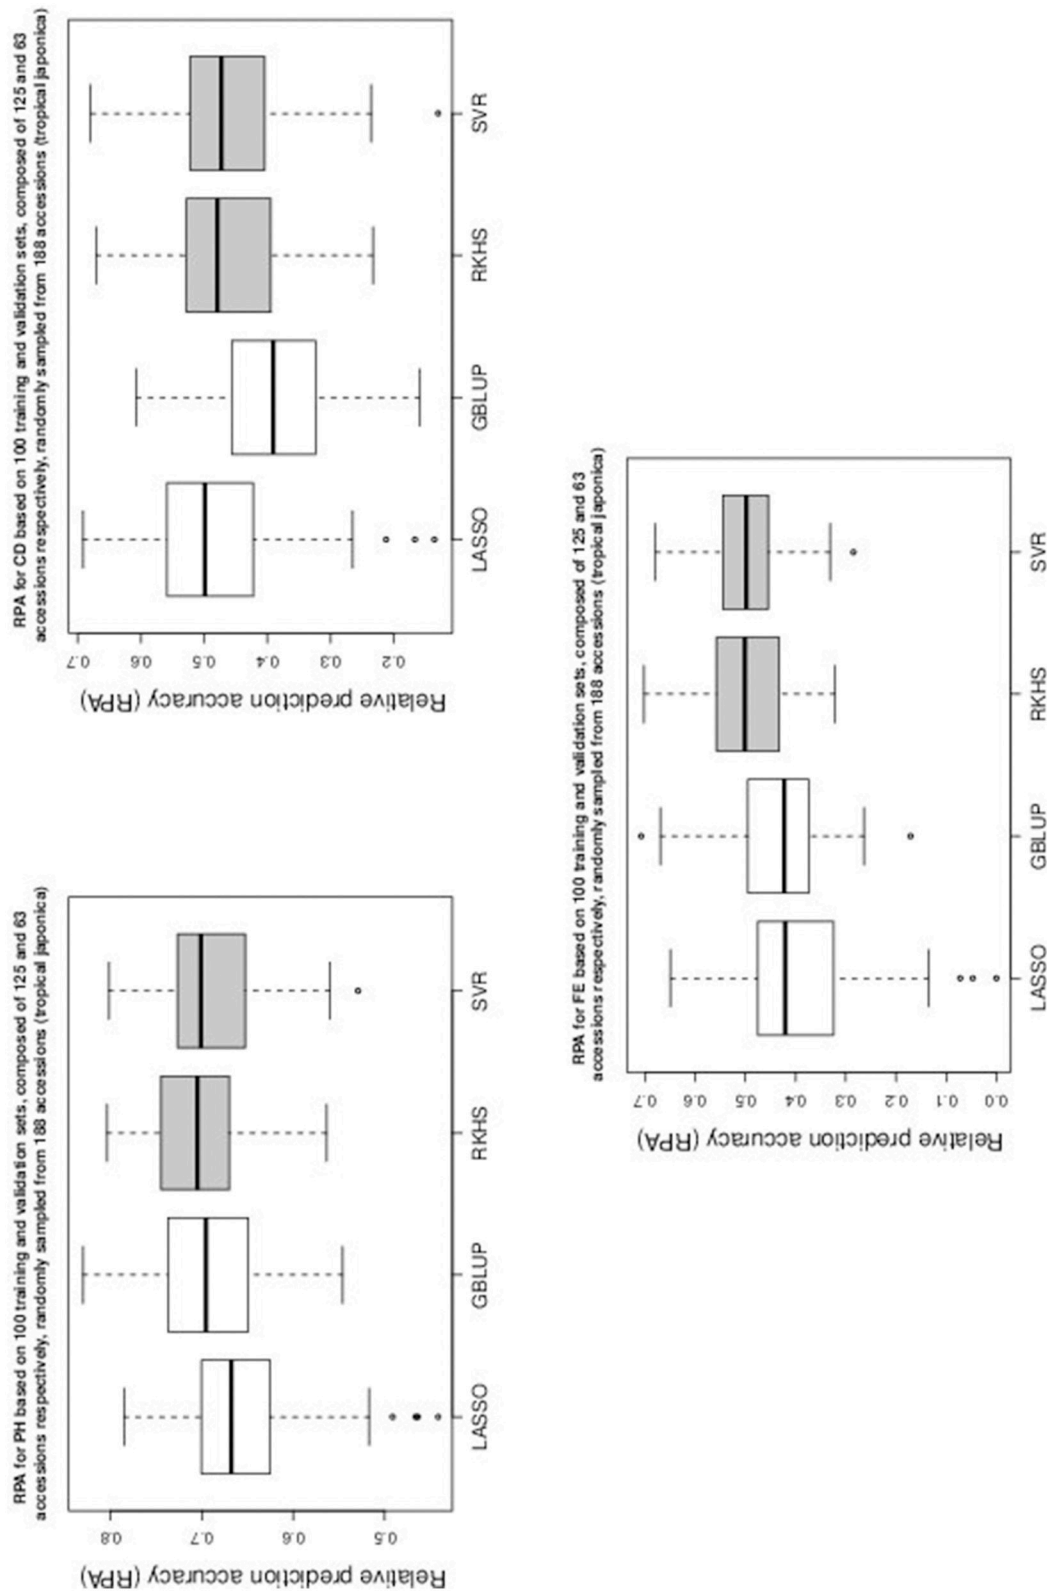 RPA for PH based on 100 training and validation sets, composed of 125 and 63
accessions respectively, randomly sampled from 188 accessions (tropical japonica)
Relative prediction accuracy (RPA)
0.8
0.7
0.6
0.5
LASSO
GBLUP
RKHS
SVR
RPA for CD based on 100 training and validation sets, composed of 125 and 63
accessions respectively, randomly sampled from 188 accessions (tropical japonica)
Relative prediction accuracy (RPA)
0.7
0.6
0.5
0.4
0.3
0.2
LASSO
GBLUP
RKHS
SVR
RPA for FE based on 100 training and validation sets, composed of 125 and 63
accessions respectively, randomly sampled from 188 accessions (tropical japonica)
Relative prediction accuracy (RPA)
0.7
0.6
0.5
0.4
0.3
0.2
0.1
0.0
LASSO
GBLUP
RKHS
SVR